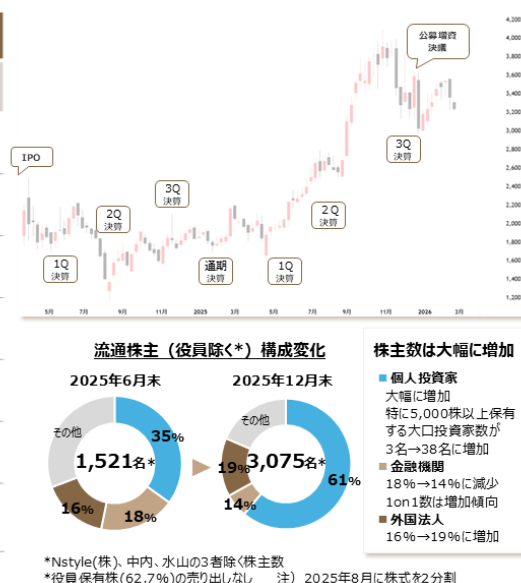 4,200
4,000
3,800
3,600
3,400
3,200
3,000
2,800
2,600
2,400
2,200
2,000
1,800
1,600
1,400
1,200
1,000
公募増資
決議
IPO
3Q
決算
3Q
決算
2Q
決算
2Q
決算
1Q
決算
通期
決算
1Q
決算
5月 7月 9月 11月 2025 3月 5月 7月 9月 11月 2026 3月
流通株主（役員除く*）構成変化
2025年6月末
その他
35%
1,521名*
16%
18%
2025年12月末
その他
19%
3,075名*
61%
14%
株主数は大幅に増加
■ 個人投資家
大幅に増加
特に5,000株以上保有
する大口投資家数が
3名→38名に増加
■ 金融機関
18%→14%に減少
1on1数は増加傾向
■ 外国法人
16%→19%に増加
*Nstyle(株)、中内、水山の3者除く株主数
*役員保有株(62.7%)の売り出しなし 注）2025年8月に株式を2分割